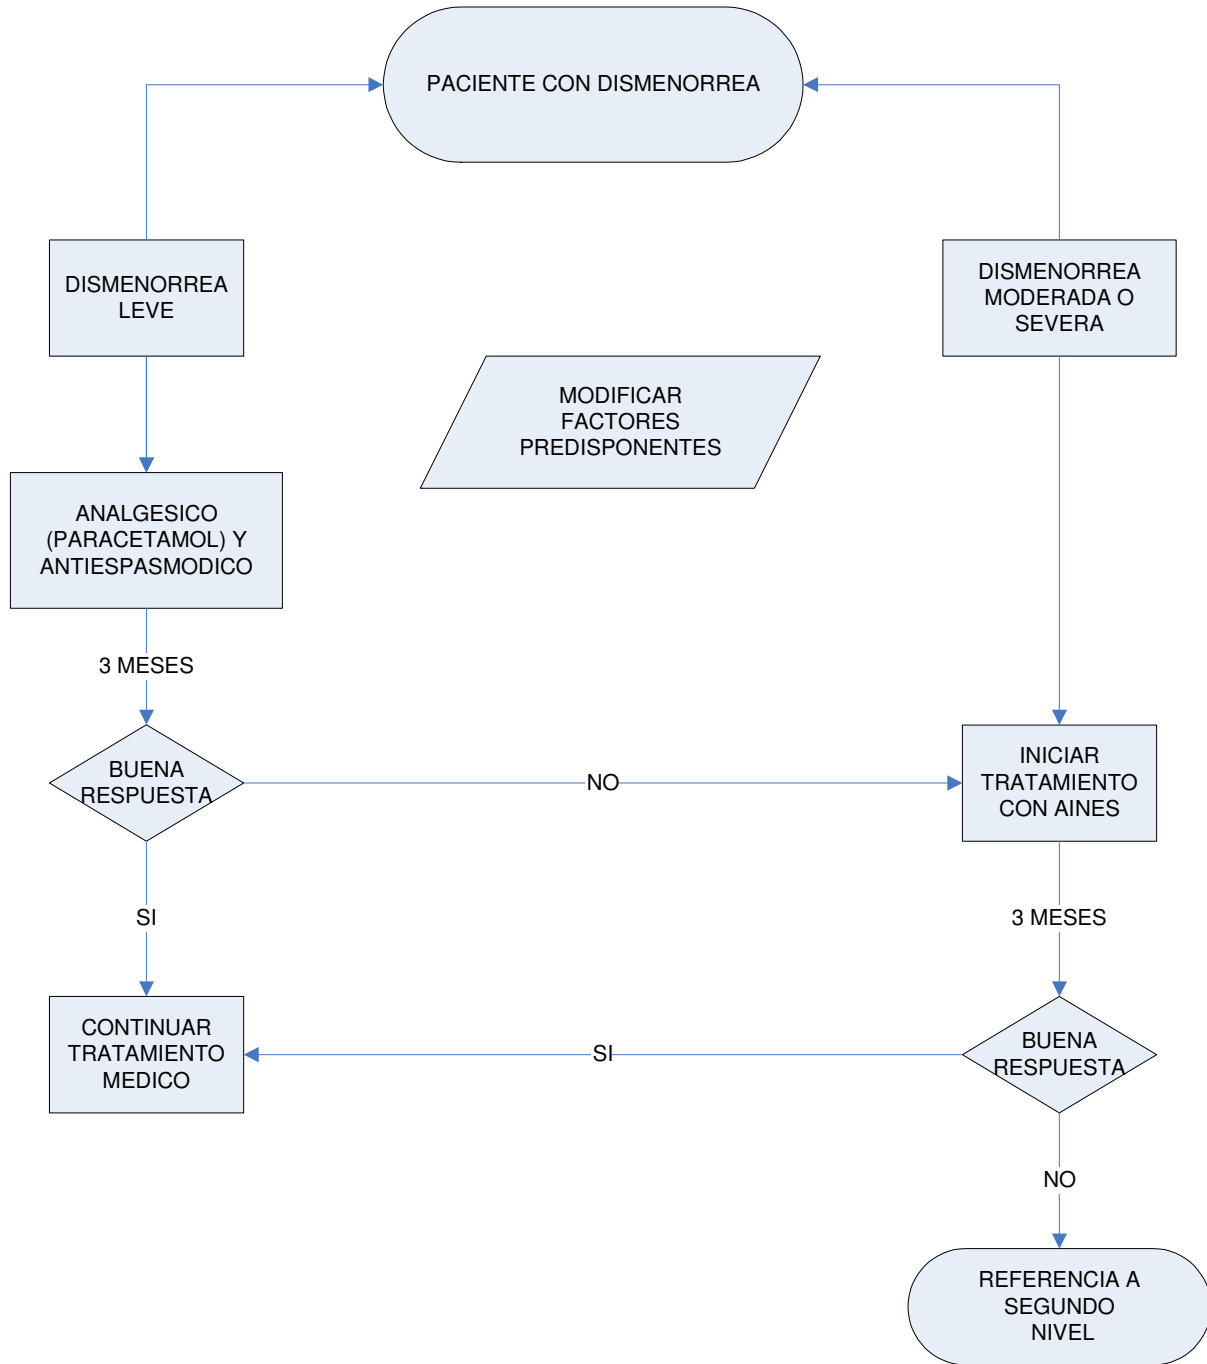 PACIENTE CON DISMENORREA
DISMENORREA
LEVE
DISMENORREA
MODERADA O
SEVERA
MODIFICAR
FACTORES
PREDISPONENTES
ANALGESICO
(PARACETAMOL) Y
ANTIESPASMODICO
3 MESES
BUENA
RESPUESTA
NO
INICIAR
TRATAMIENTO
CON AINES
SI
3 MESES
CONTINUAR
TRATAMIENTO
MEDICO
SI
BUENA
RESPUESTA
NO
REFERENCIA A
SEGUNDO
NIVEL